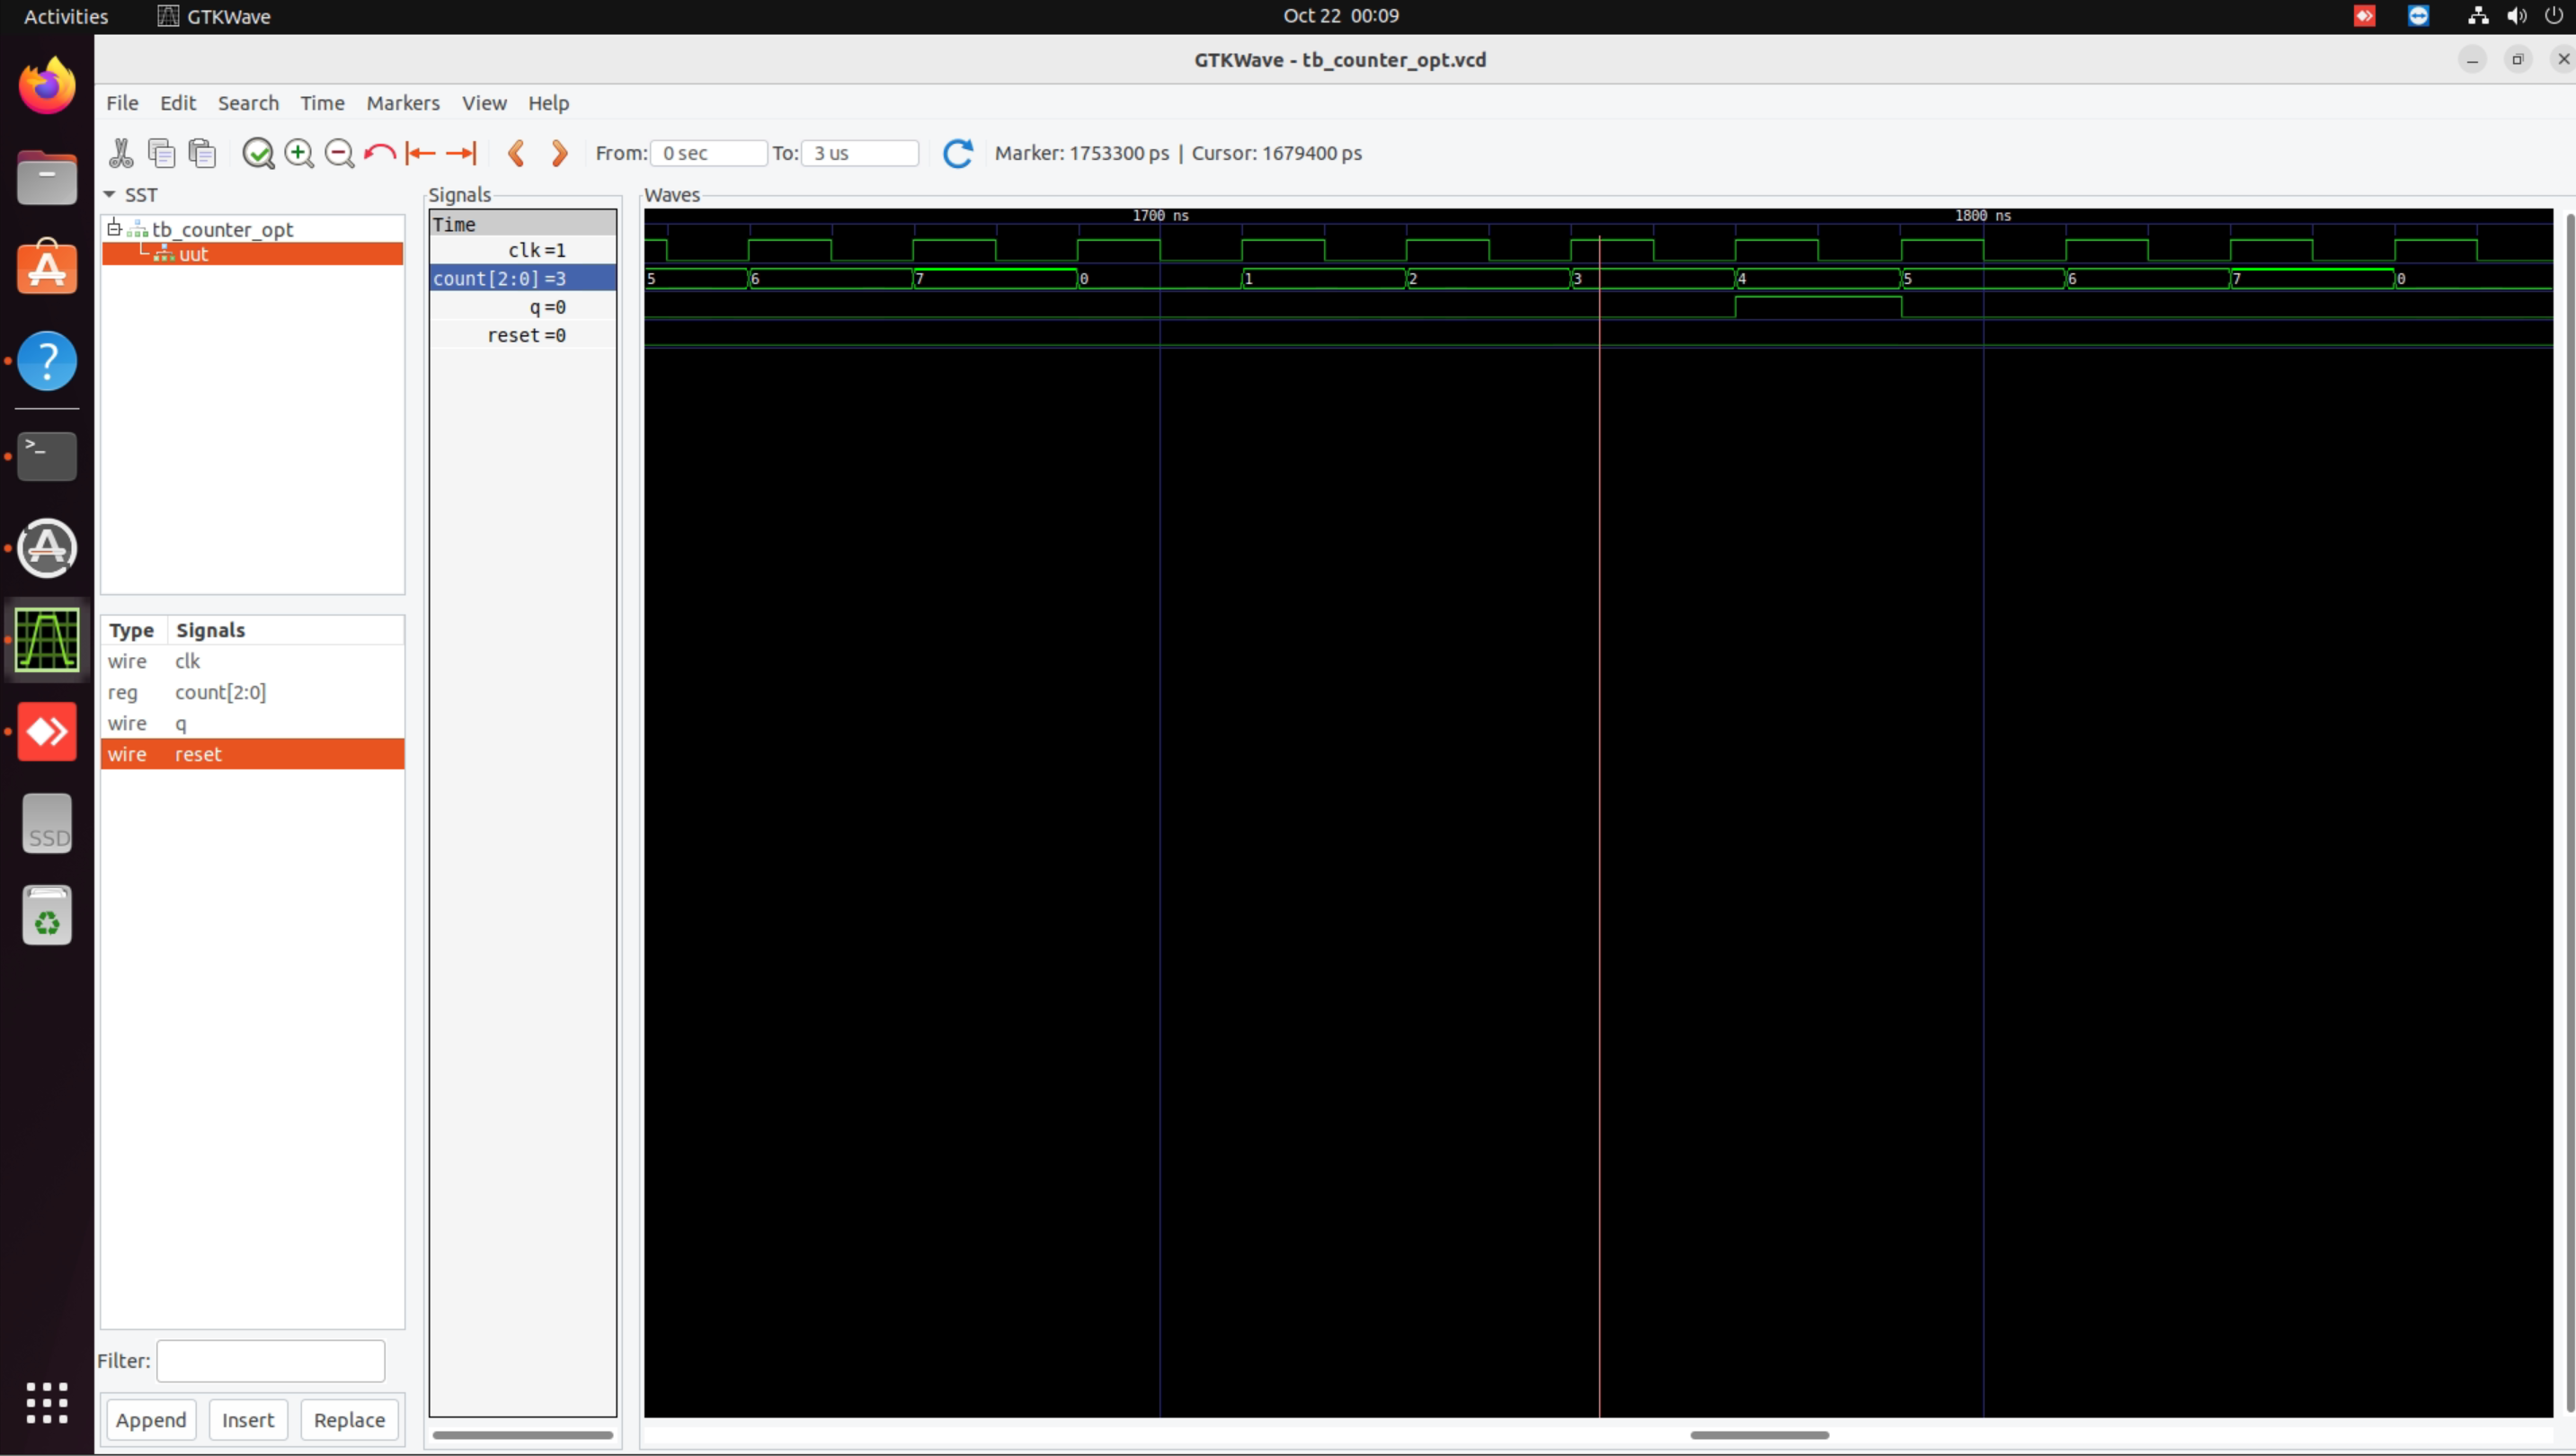 Activities GTKWave Oct 22 00:09
GTKWave - tb_counter_opt.vcd
File Edit Search Time Markers View Help
From: 0 sec To: 3 us Marker: 1753300 ps | Cursor: 1679400 ps
SST
tb_counter_opt
uut
Type Signals
wire clk
reg count[2:0]
wire q
wire reset
Filter:
Append Insert Replace
Signals
Time
clk=1
count[2:0]=3
q=0
reset=0
Waves
1700 ns 1800 ns
5 6 7 0 1 2 3 4 5 6 7 0
>_
SSD